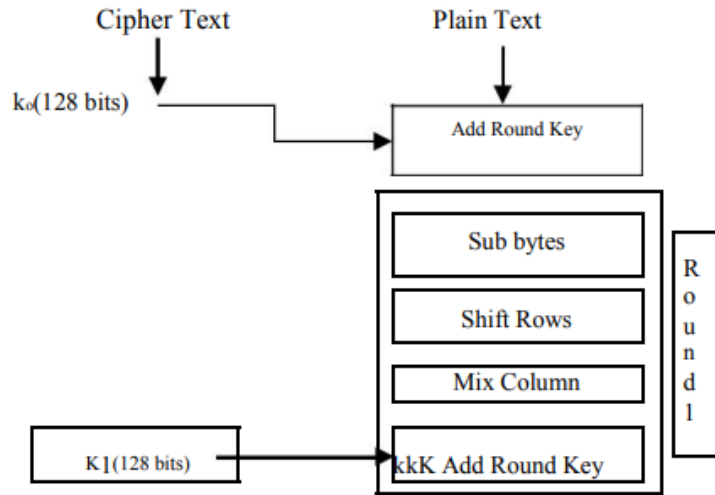 Cipher Text
Plain Text
k₀(128 bits)
Add Round Key
Sub bytes
Shift Rows
Mix Column
K1(128 bits)
kkK Add Round Key
R
o
u
n
d
1